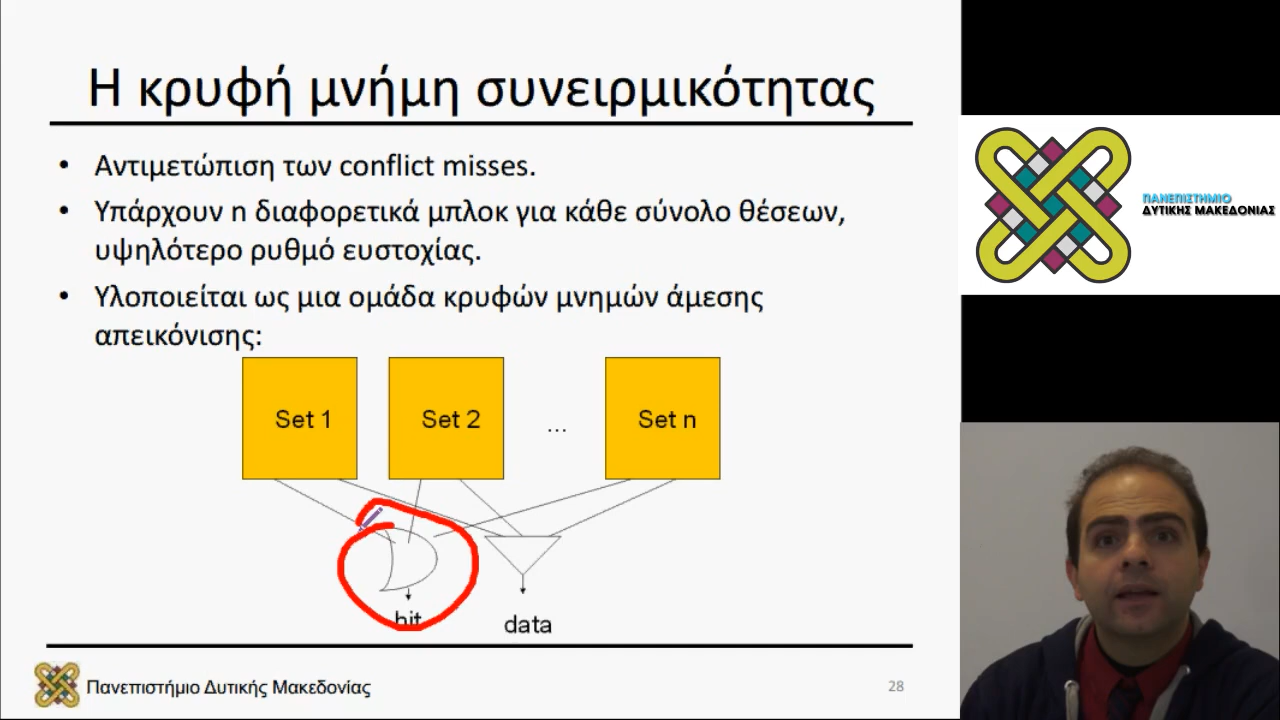 Η κρυφή μνήμη συνειρμικότητας
• Αντιμετώπιση των conflict misses.
• Υπάρχουν n διαφορετικά μπλοκ για κάθε σύνολο θέσεων,
υψηλότερο ρυθμό ευστοχίας.
• Υλοποιείται ως μια ομάδα κρυφών μνημών άμεσης
απεικόνισης:
Set 1
Set 2
...
Set n
hit
data
Πανεπιστήμιο Δυτικής Μακεδονίας
28
ΠΑΝΕΠΙΣΤΗΜΙΟ
ΔΥΤΙΚΗΣ ΜΑΚΕΔΟΝΙΑΣ